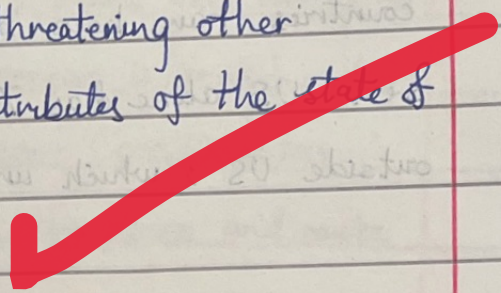 threatening other
tributes of the state of